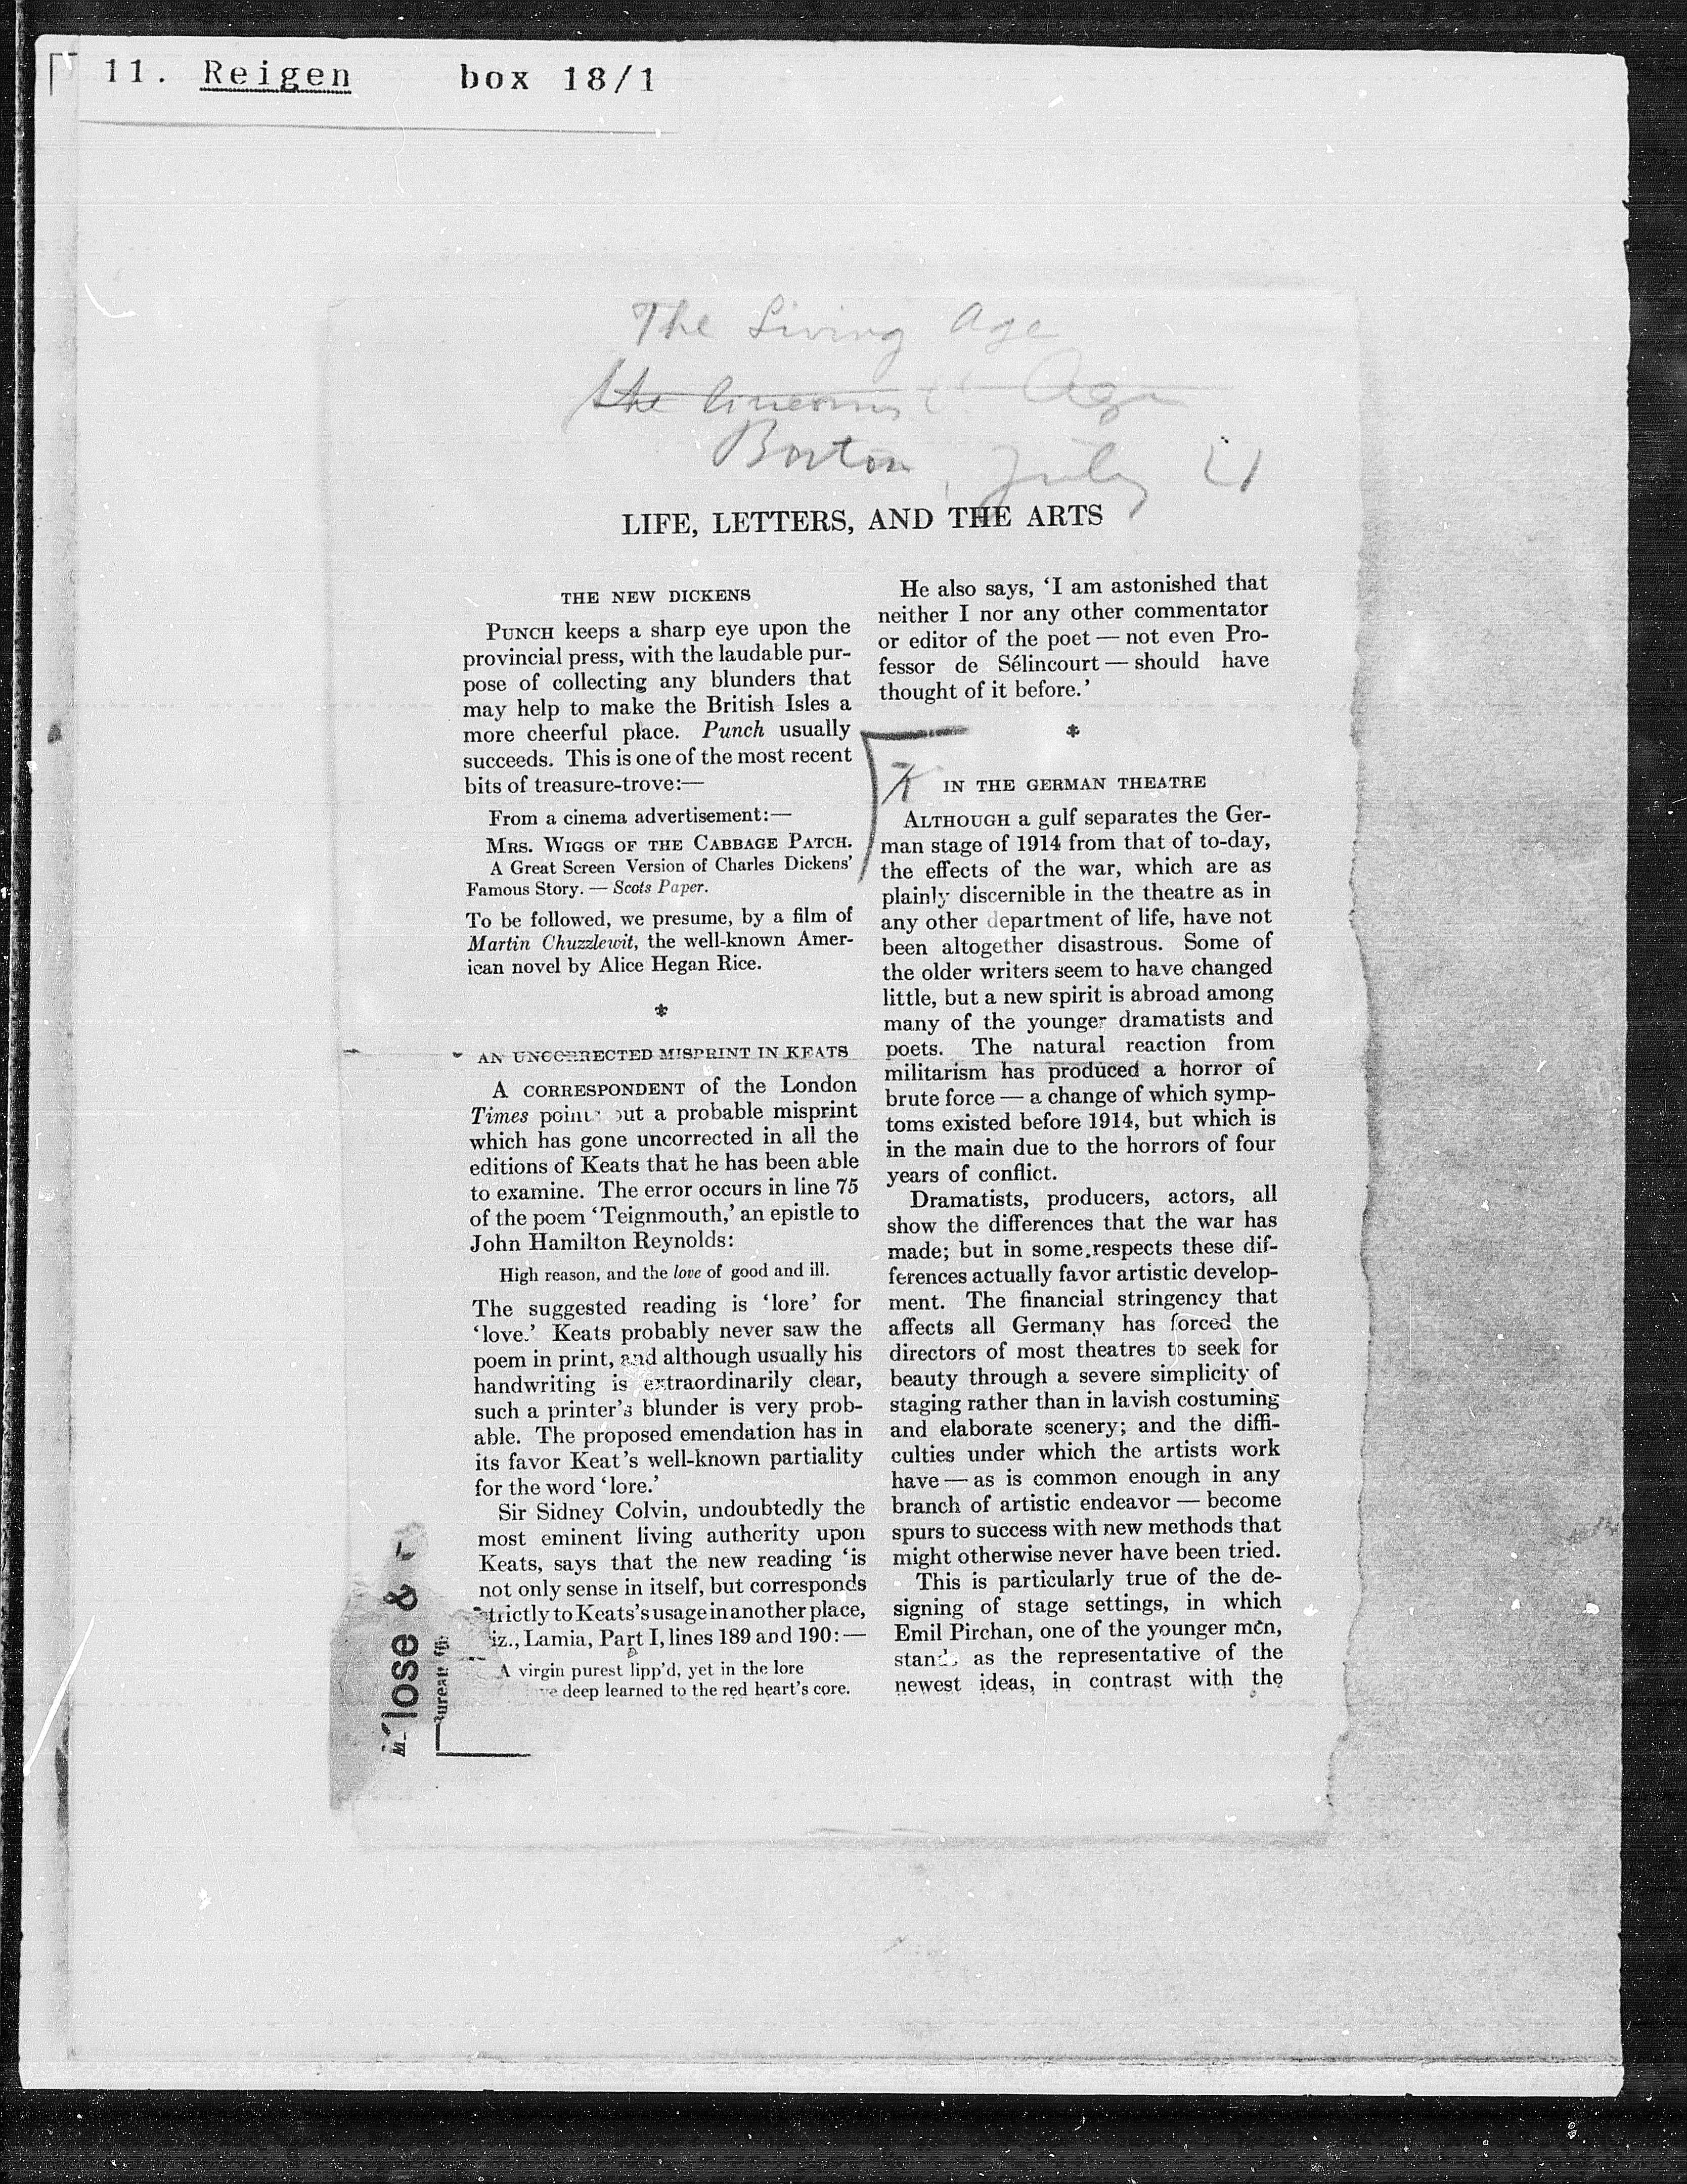 11. Reigen box 18/1
The Living Age
the
Age
Boston, July 21
LIFE, LETTERS, AND THE ARTS
THE NEW DICKENS
PUNCH keeps a sharp eye upon the
provincial press, with the laudable pur-
pose of collecting any blunders that
may help to make the British Isles a
more cheerful place. Punch usually
succeeds. This is one of the most recent
bits of treasure-trove:—
From a cinema advertisement:—
MRS. WIGGS OF THE CABBAGE PATCH.
A Great Screen Version of Charles Dickens'
Famous Story. — Scots Paper.
To be followed, we presume, by a film of
Martin Chuzzlewit, the well-known Amer-
ican novel by Alice Hegan Rice.
AN UNCORRECTED MISPRINT IN KEATS
A CORRESPONDENT of the London
Times points out a probable misprint
which has gone uncorrected in all the
editions of Keats that he has been able
to examine. The error occurs in line 75
of the poem ‘Teignmouth,’ an epistle to
John Hamilton Reynolds:
High reason, and the love of good and ill.
The suggested reading is ‘lore’ for
‘love.’ Keats probably never saw the
poem in print, and although usually his
handwriting is extraordinarily clear,
such a printer's blunder is very prob-
able. The proposed emendation has in
its favor Keat's well-known partiality
for the word ‘lore.’
Sir Sidney Colvin, undoubtedly the
most eminent living authority upon
Keats, says that the new reading ‘is
not only sense in itself, but corresponds
strictly to Keats's usage in another place,
iz., Lamia, Part I, lines 189 and 190:—
A virgin purest lipp'd, yet in the lore
deep learned to the red heart's core.
He also says, ‘I am astonished that
neither I nor any other commentator
or editor of the poet — not even Pro-
fessor de Sélincourt — should have
thought of it before.’
IN THE GERMAN THEATRE
ALTHOUGH a gulf separates the Ger-
man stage of 1914 from that of to-day,
the effects of the war, which are as
plainly discernible in the theatre as in
any other department of life, have not
been altogether disastrous. Some of
the older writers seem to have changed
little, but a new spirit is abroad among
many of the younger dramatists and
poets. The natural reaction from
militarism has produced a horror of
brute force — a change of which symp-
toms existed before 1914, but which is
in the main due to the horrors of four
years of conflict.
Dramatists, producers, actors, all
show the differences that the war has
made; but in some respects these dif-
ferences actually favor artistic develop-
ment. The financial stringency that
affects all Germany has forced the
directors of most theatres to seek for
beauty through a severe simplicity of
staging rather than in lavish costuming
and elaborate scenery; and the diffi-
culties under which the artists work
have — as is common enough in any
branch of artistic endeavor — become
spurs to success with new methods that
might otherwise never have been tried.
This is particularly true of the de-
signing of stage settings, in which
Emil Pirchan, one of the younger men,
stands as the representative of the
newest ideas, in contrast with the
lose &